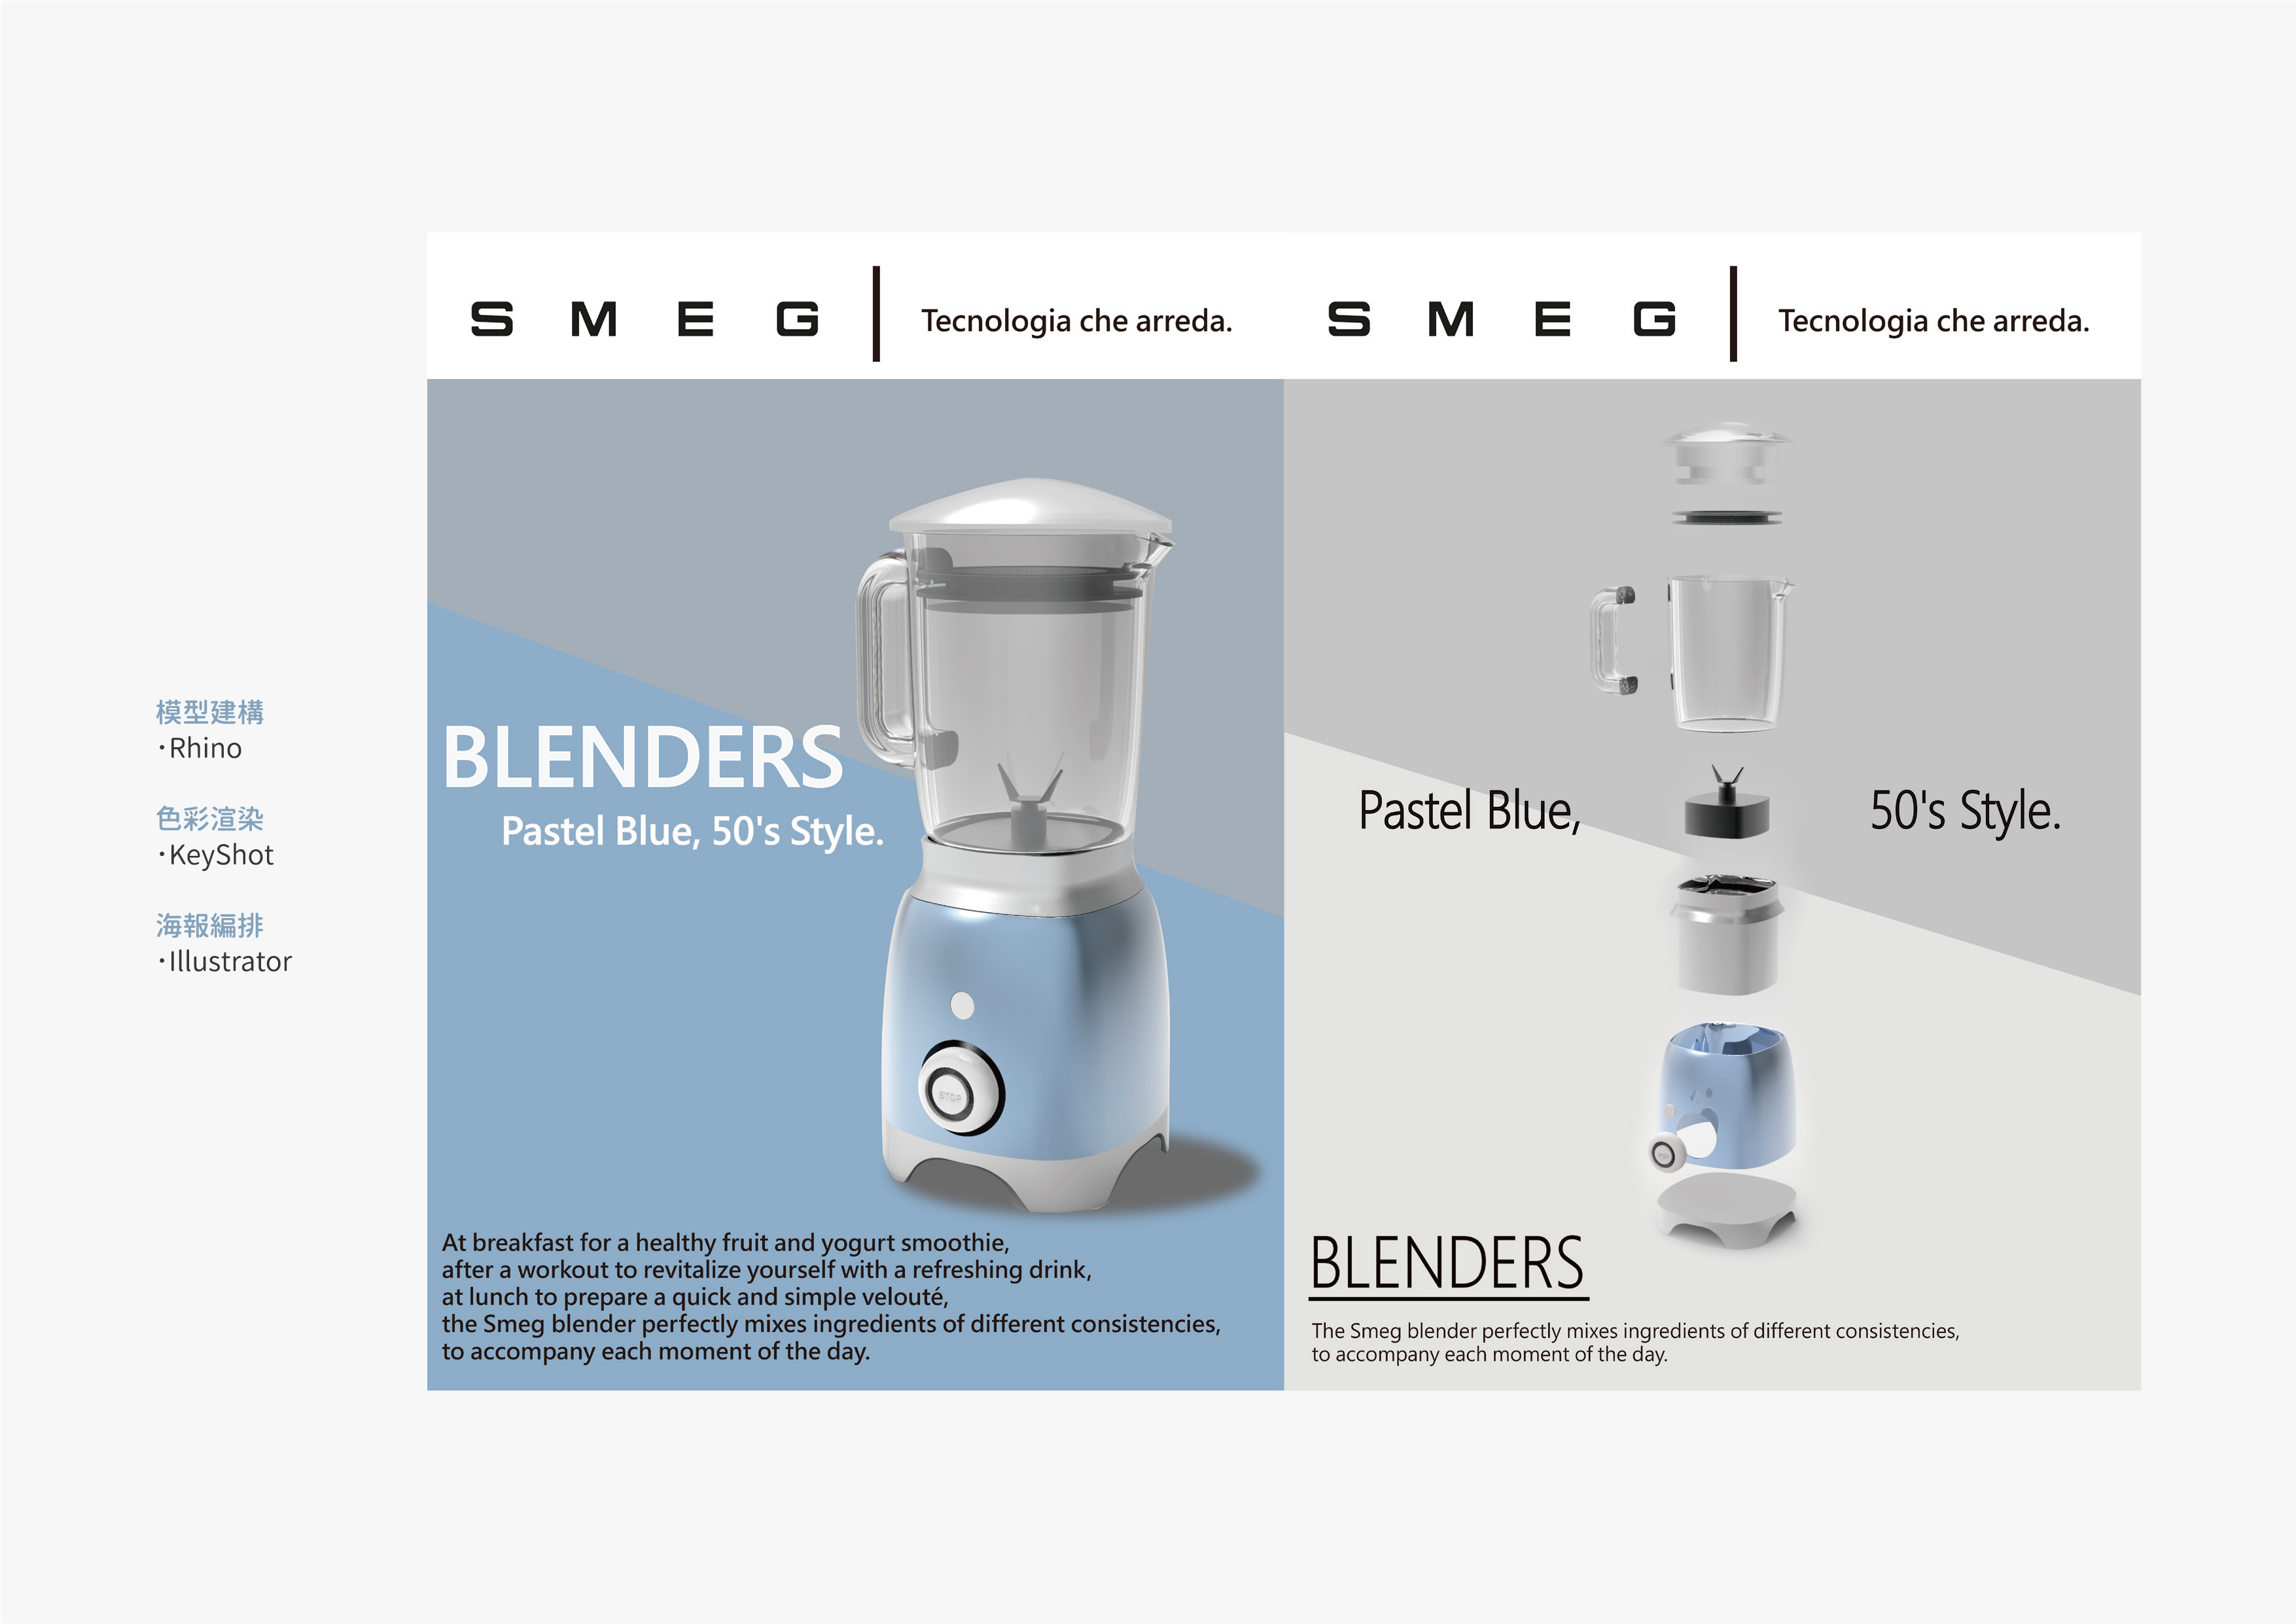 模型建構
·Rhino
色彩渲染
·KeyShot
海報編排
·Illustrator
SMEG
Tecnologia che arreda.
BLENDERS
Pastel Blue, 50's Style.
STOP
At breakfast for a healthy fruit and yogurt smoothie,
after a workout to revitalize yourself with a refreshing drink,
at lunch to prepare a quick and simple velouté,
the Smeg blender perfectly mixes ingredients of different consistencies,
to accompany each moment of the day.
SMEG
Tecnologia che arreda.
Pastel Blue,
50's Style.
BLENDERS
The Smeg blender perfectly mixes ingredients of different consistencies,
to accompany each moment of the day.